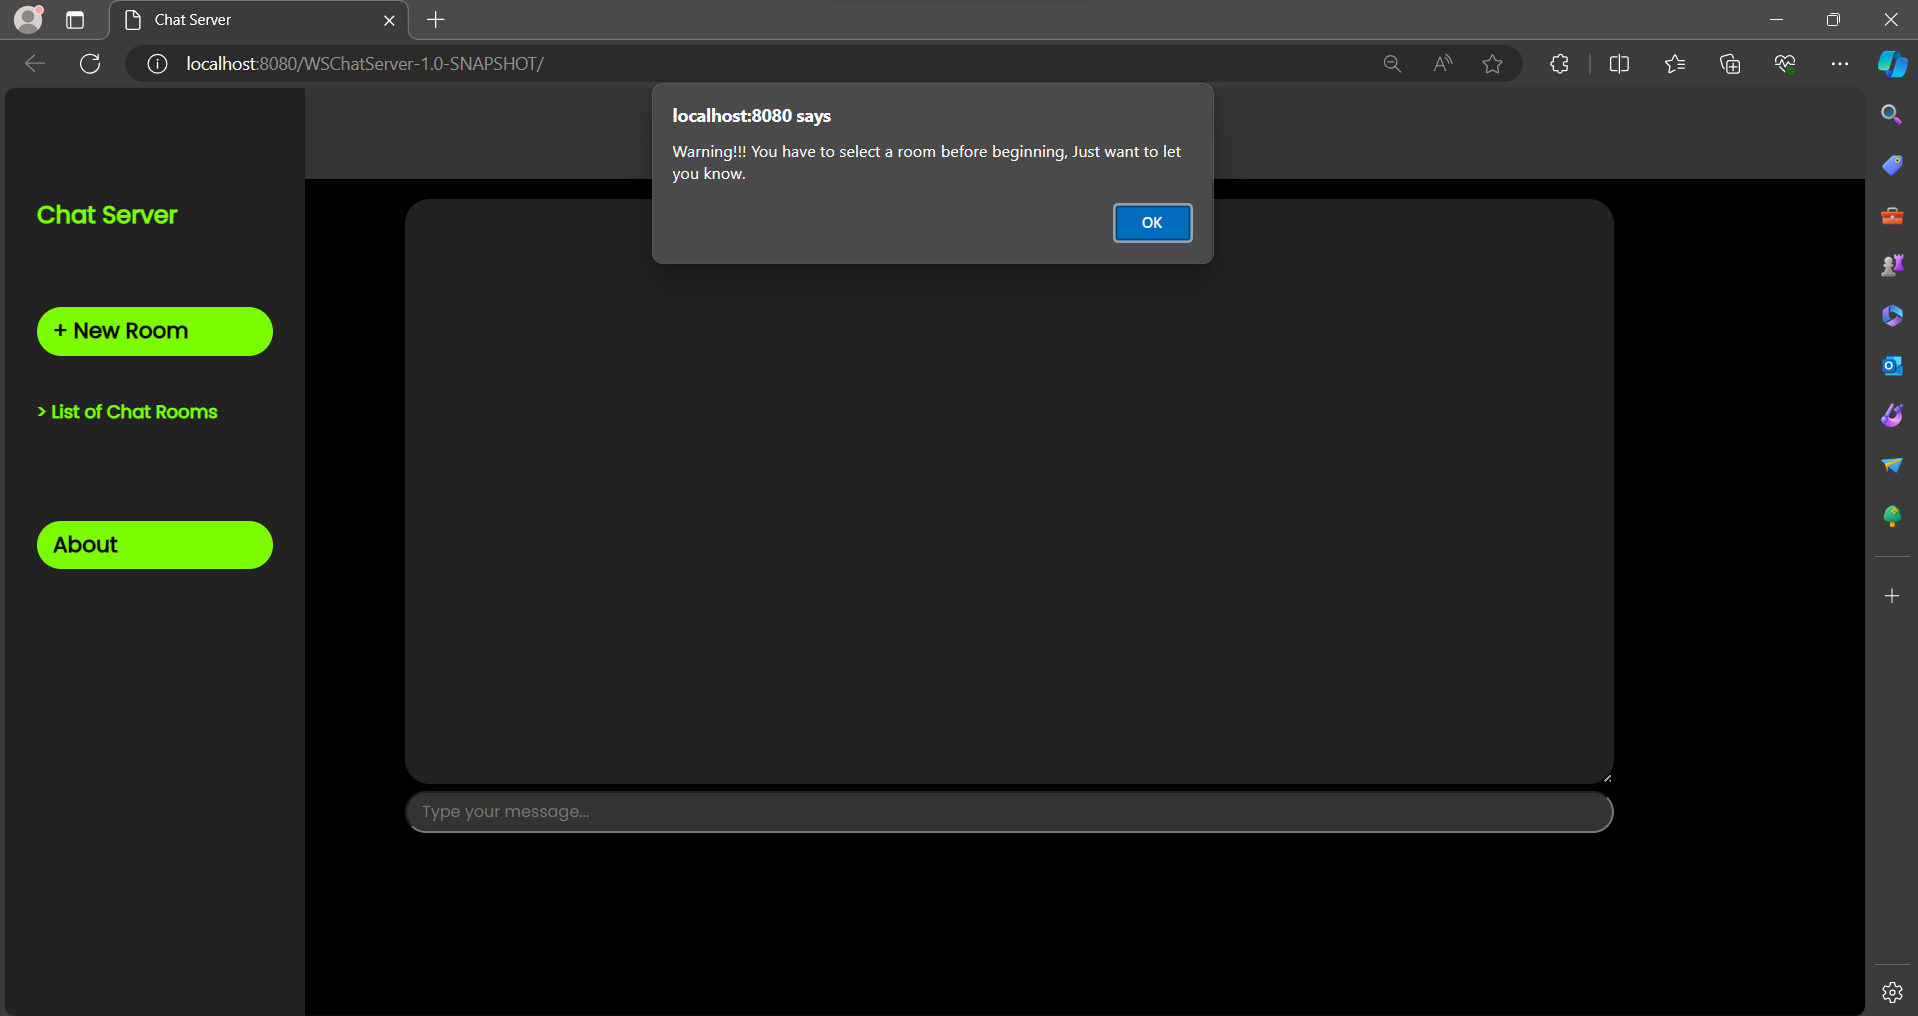 Chat Server
localhost:8080/WSChatServer-1.0-SNAPSHOT/
localhost:8080 says
Warning!!! You have to select a room before beginning, Just want to let
you know.
OK
Chat Server
+ New Room
> List of Chat Rooms
About
Type your message...